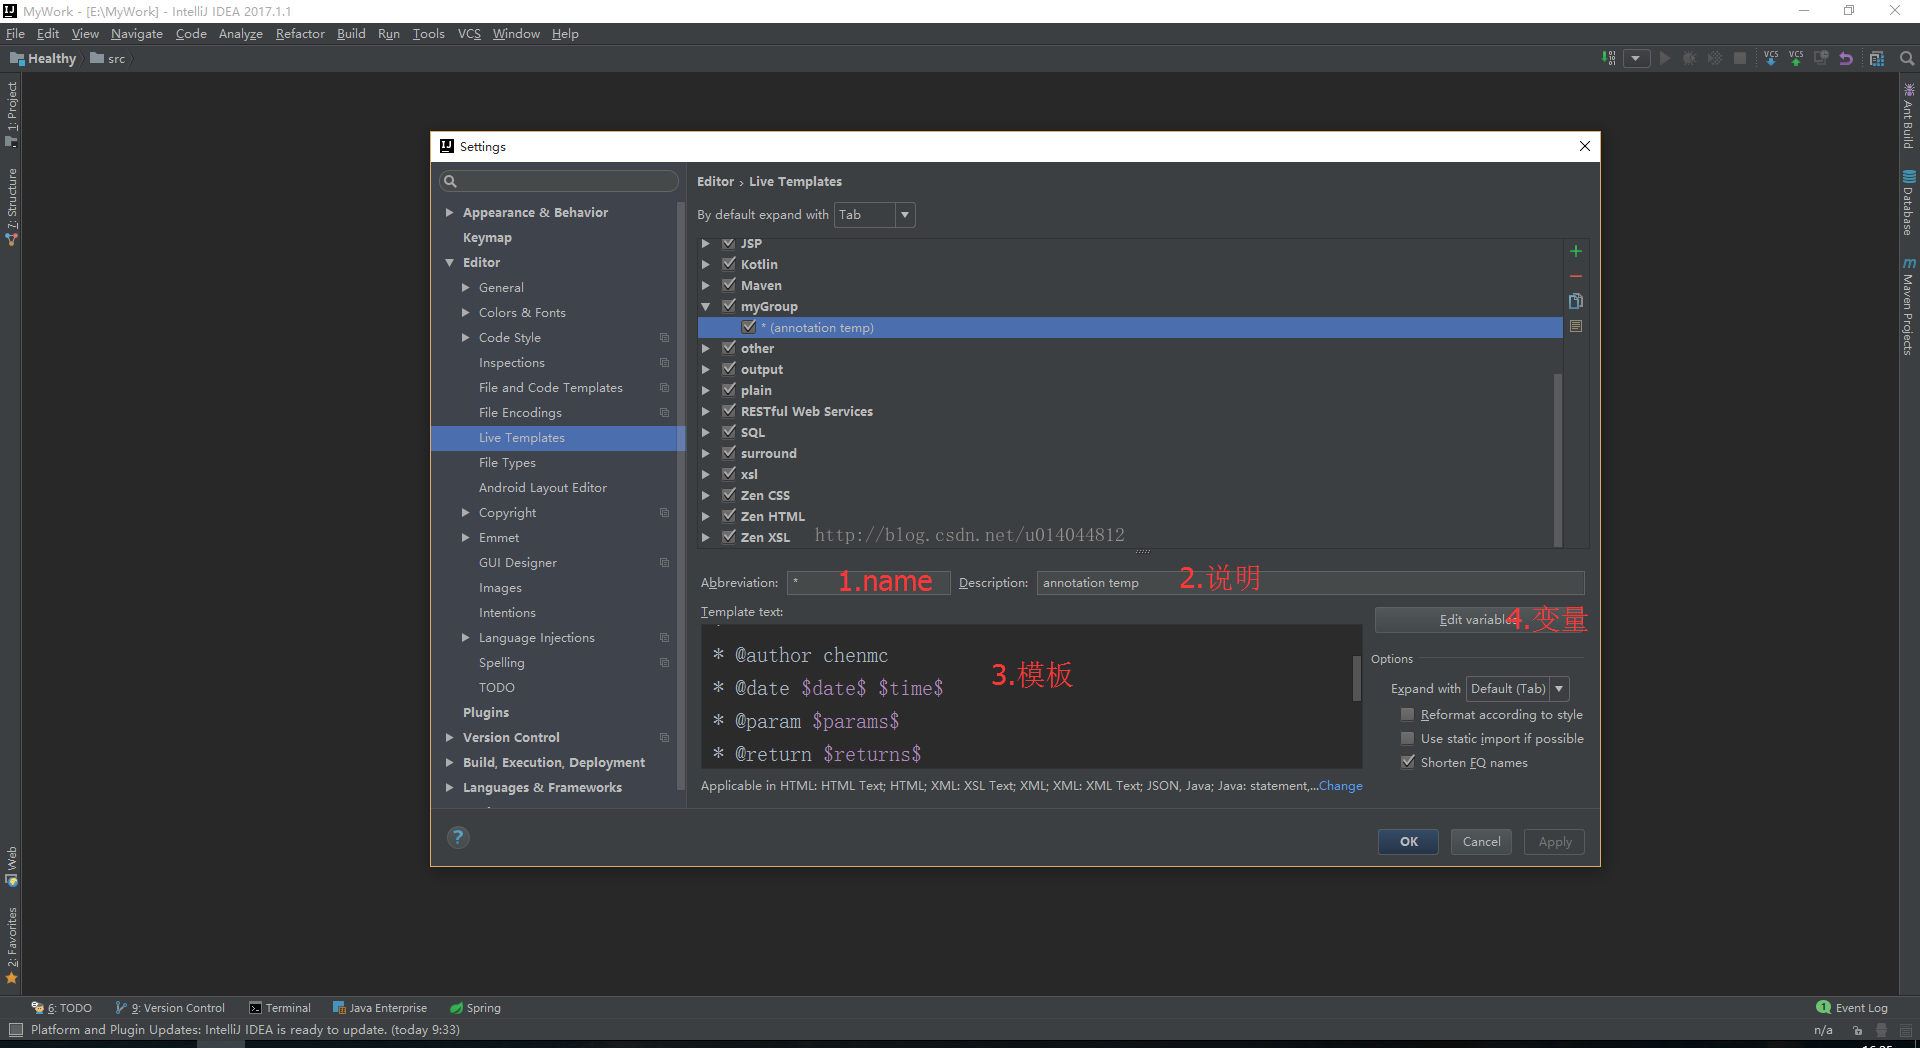 MyWork - [E:\MyWork] - IntelliJ IDEA 2017.1.1
File Edit View Navigate Code Analyze Refactor Build Run Tools VCS Window Help
Healthy src
VCS VCS
1: Project
7: Structure
Web
2: Favorites
Ant Build
Database
Maven Projects
Settings
Appearance & Behavior
Keymap
Editor
General
Colors & Fonts
Code Style
Inspections
File and Code Templates
File Encodings
Live Templates
File Types
Android Layout Editor
Copyright
Emmet
GUI Designer
Images
Intentions
Language Injections
Spelling
TODO
Plugins
Version Control
Build, Execution, Deployment
Languages & Frameworks
Editor › Live Templates
By default expand with Tab
JSP
Kotlin
Maven
myGroup
* (annotation temp)
other
output
plain
RESTful Web Services
SQL
surround
xsl
Zen CSS
Zen HTML
Zen XSL
http://blog.csdn.net/u014044812
Abbreviation: * 1.name Description: annotation temp 2.说明
Template text:
Edit variables 4.变量
* @author chenmc
* @date $date$ $time$
* @param $params$
* @return $returns$
3.模板
Options
Expand with Default (Tab)
Reformat according to style
Use static import if possible
Shorten FQ names
Applicable in HTML: HTML Text; HTML; XML: XSL Text; XML; XML: XML Text; JSON, Java; Java: statement,...Change
? OK Cancel Apply
6: TODO 9: Version Control Terminal Java Enterprise Spring 1 Event Log
Platform and Plugin Updates: IntelliJ IDEA is ready to update. (today 9:33) n/a